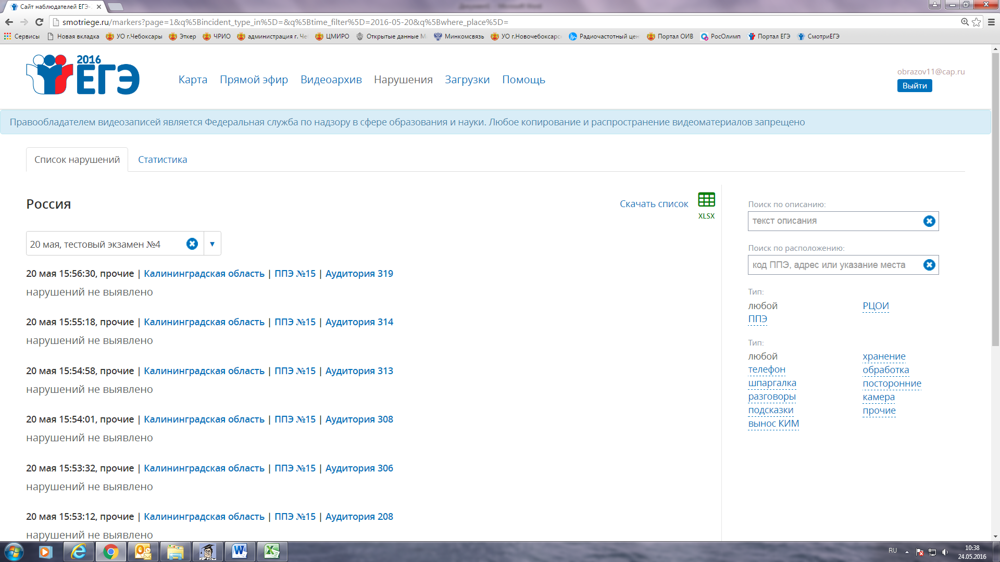 Сайт наблюдателей ЕГЭ-
smotriege.ru/markers?page=1&q%5Bincident_type_in%5D=&q%5Btime_filter%5D=2016-05-20&q%5Bwhere_place%5D=
Сервисы Новая вкладка УО г.Чебоксары Эткер ЧРИО администрация г. Че ЦМИРО Открытые данные М Минкомсвязь УО г.Новочебоксарс Радиочастотный цен Портал ОИВ РосОлимп Портал ЕГЭ СмотриЕГЭ
2016
ЕГЭ
Карта Прямой эфир Видеоархив Нарушения Загрузки Помощь
obrazov11@cap.ru
Выйти
Правообладателем видеозаписей является Федеральная служба по надзору в сфере образования и науки. Любое копирование и распространение видеоматериалов запрещено
Список нарушений Статистика
Россия
Скачать список
XLSX
20 мая, тестовый экзамен №4
20 мая 15:56:30, прочие | Калининградская область | ППЭ №15 | Аудитория 319
нарушений не выявлено
20 мая 15:55:18, прочие | Калининградская область | ППЭ №15 | Аудитория 314
нарушений не выявлено
20 мая 15:54:58, прочие | Калининградская область | ППЭ №15 | Аудитория 313
нарушений не выявлено
20 мая 15:54:01, прочие | Калининградская область | ППЭ №15 | Аудитория 308
нарушений не выявлено
20 мая 15:53:32, прочие | Калининградская область | ППЭ №15 | Аудитория 306
нарушений не выявлено
20 мая 15:53:12, прочие | Калининградская область | ППЭ №15 | Аудитория 208
нарушений не выявлено
Поиск по описанию:
текст описания
Поиск по расположению:
код ППЭ, адрес или указание места
Тип:
любой РЦОИ
ППЭ
Тип:
любой хранение
телефон обработка
шпаргалка посторонние
разговоры камера
подсказки прочие
вынос КИМ
RU
10:38
24.05.2016